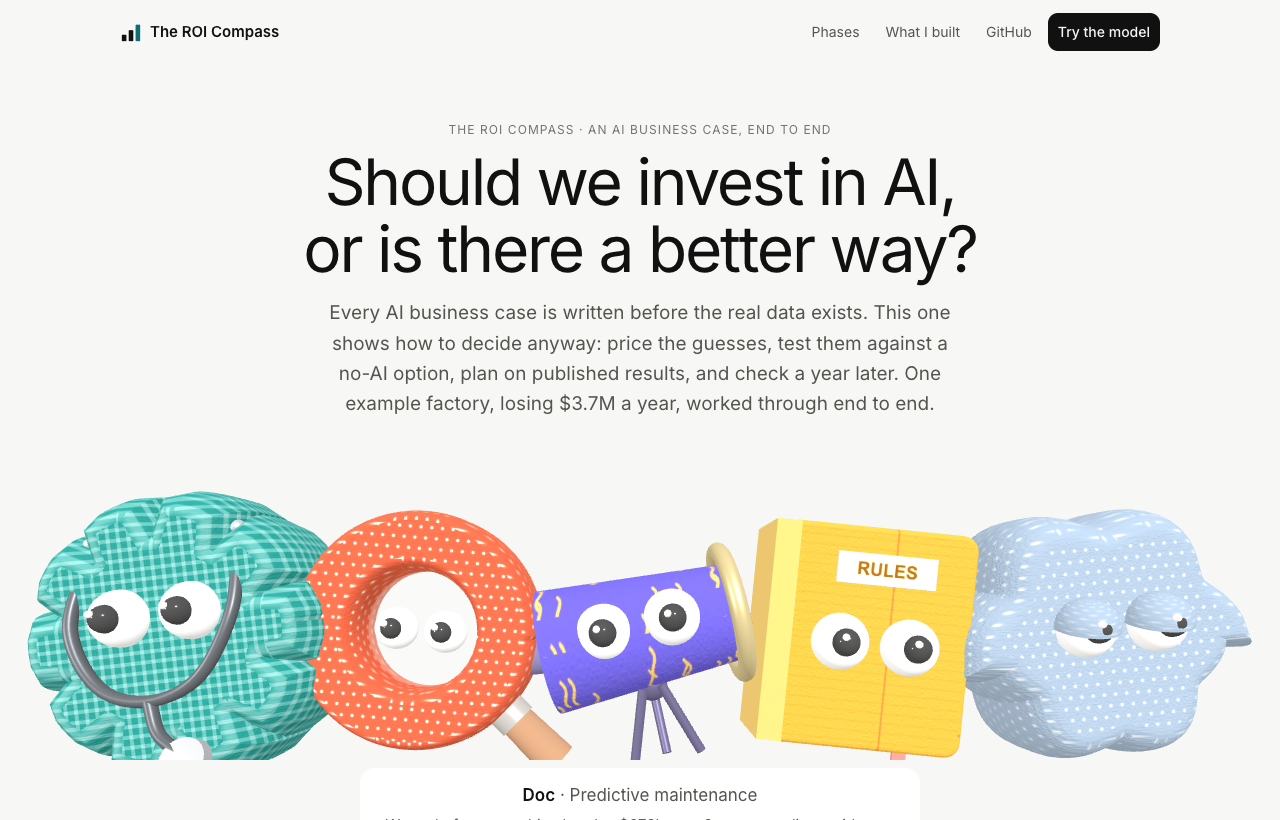 The ROI Compass
Phases
What I built
GitHub
Try the model
THE ROI COMPASS · AN AI BUSINESS CASE, END TO END
Should we invest in AI,
or is there a better way?
Every AI business case is written before the real data exists. This one
shows how to decide anyway: price the guesses, test them against a
no-AI option, plan on published results, and check a year later. One
example factory, losing $3.7M a year, worked through end to end.
RULES
Doc · Predictive maintenance